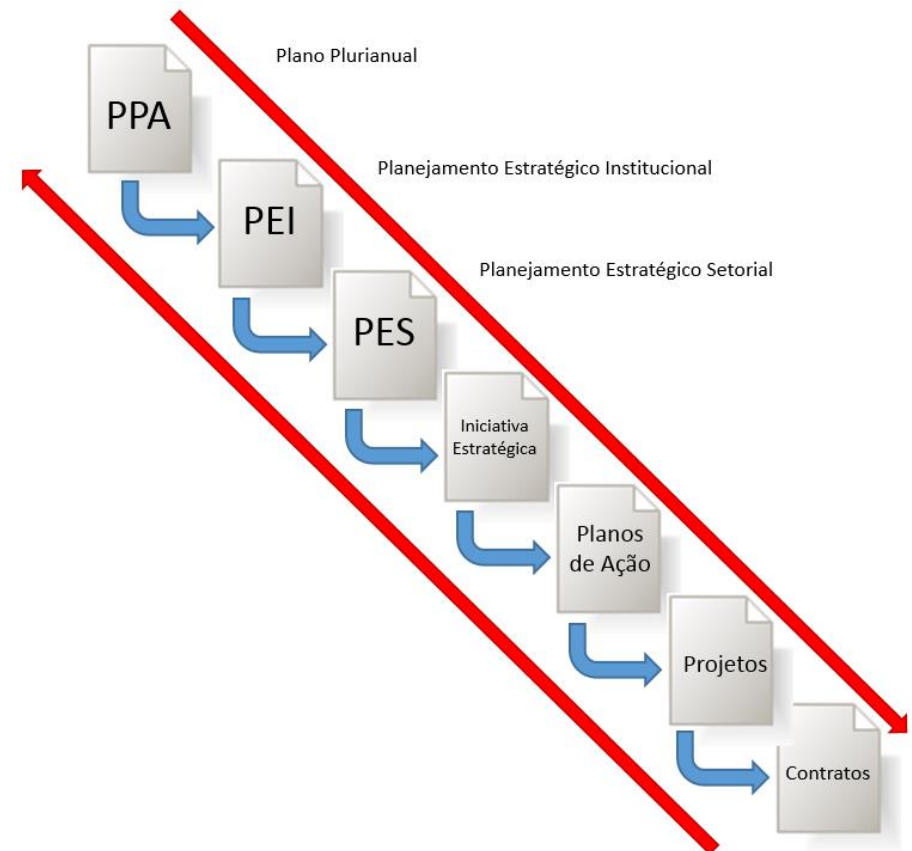 Plano Plurianual
PPA
Planejamento Estratégico Institucional
PEI
Planejamento Estratégico Setorial
PES
Iniciativa
Estratégica
Planos
de Ação
Projetos
Contratos